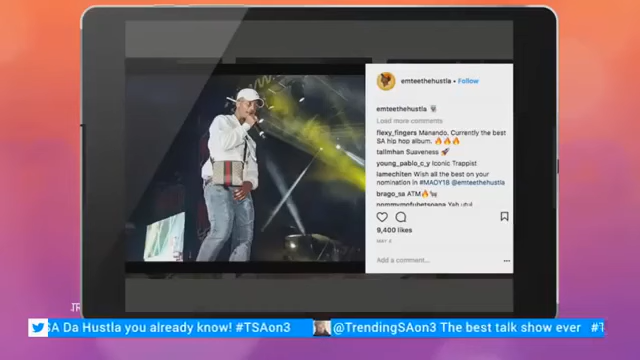 emteethehustla • Follow
emteethehustla
Load more comments
flexy_fingers Manando. Currently the best
SA hip hop album. 🔥🔥🔥
tallmhan Suaveness 🚀
young_pablo_c_y Iconic Trappist
iamechiten Wish all the best on your
nomination in #MADY18 @emteethehustla
brago_sa ATM🔥
9,400 likes
MAY 6
Add a comment...
SA Da Hustla you already know! #TSAon3
@TrendingSAon3 The best talk show ever